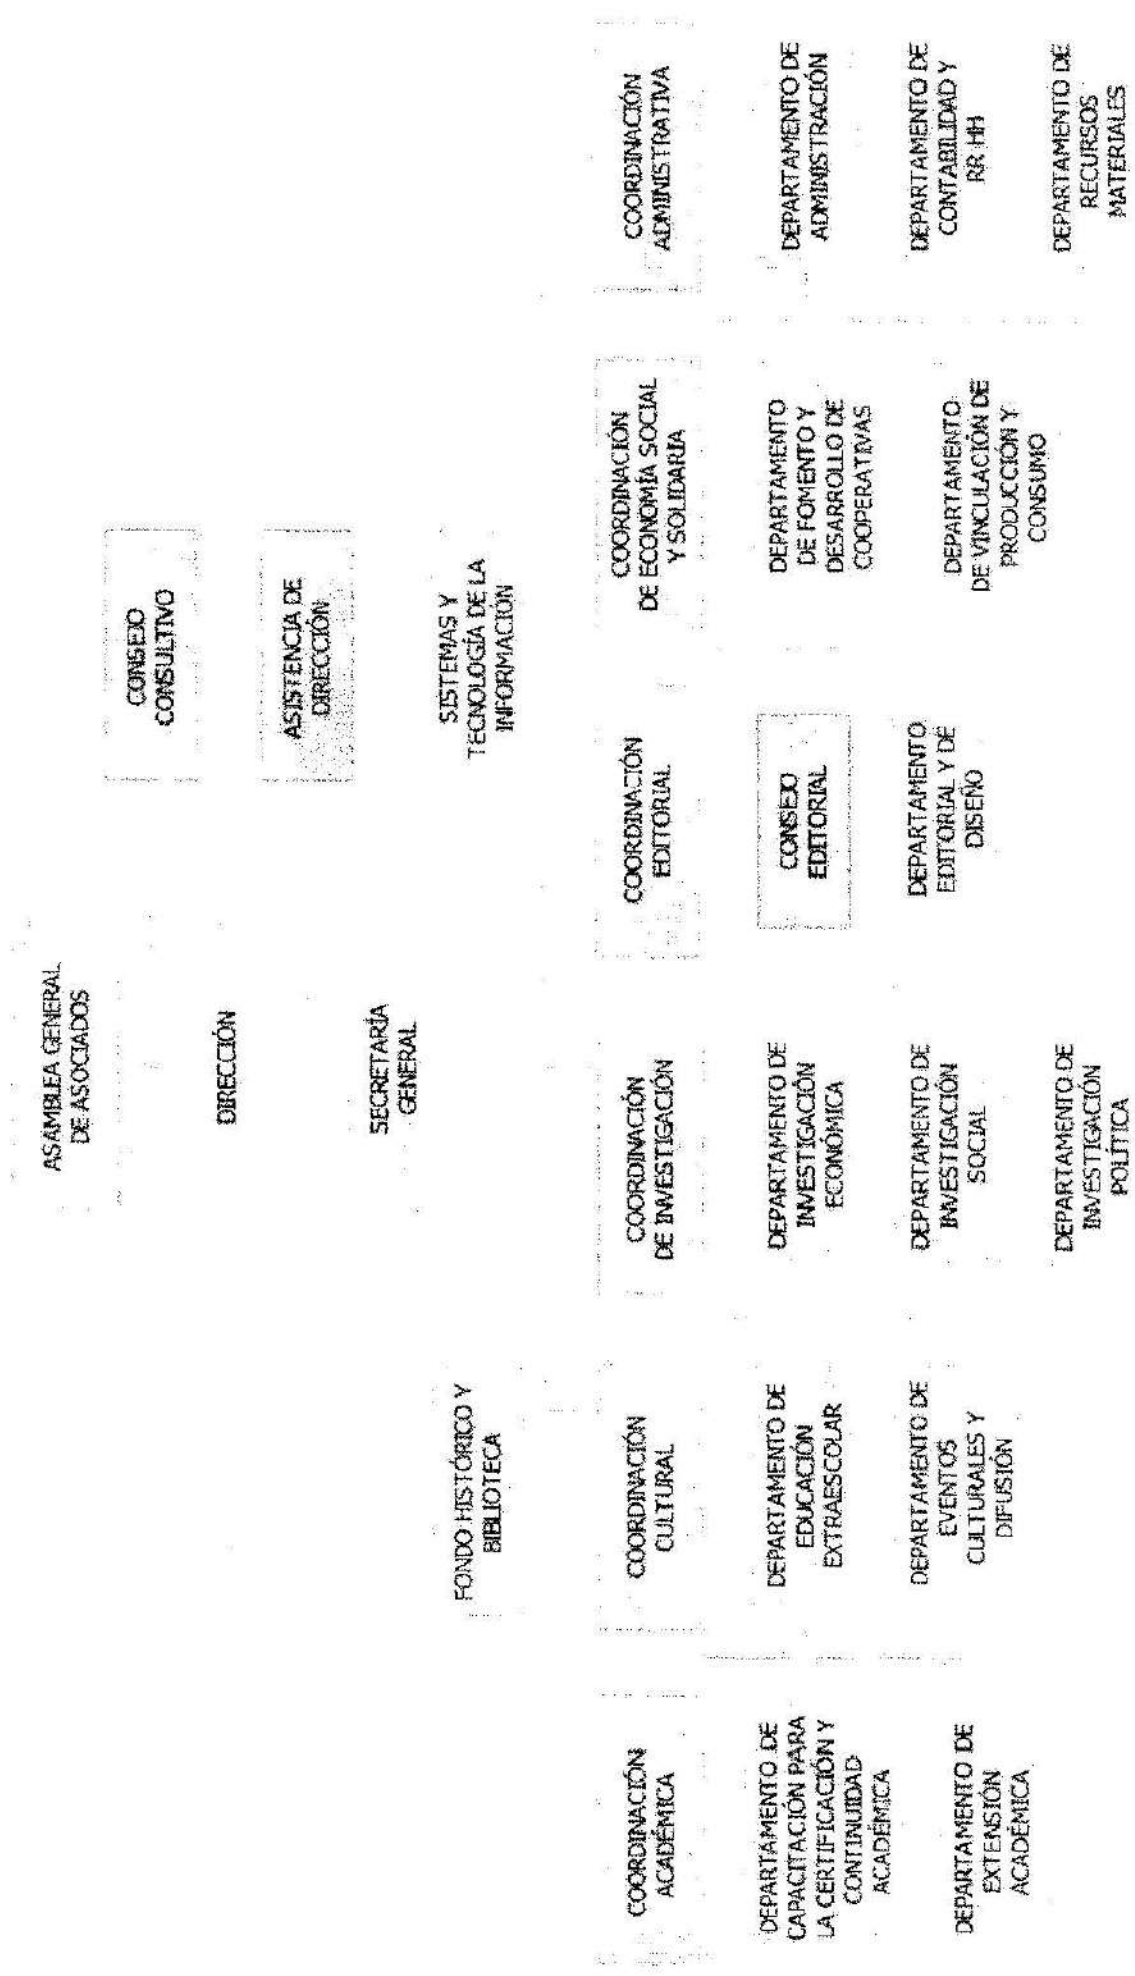 ASAMBLEA GENERAL
DE ASOCIADOS
CONSEJO
CONSULTIVO
DIRECCIÓN
ASISTENCIA DE
DIRECCIÓN
SECRETARÍA
GENERAL
FONDO HISTÓRICO Y
BIBLIOTECA
SISTEMAS Y
TECNOLOGÍA DE LA
INFORMACIÓN
COORDINACIÓN
ACADÉMICA
DEPARTAMENTO DE
CAPACITACIÓN PARA
LA CERTIFICACIÓN Y
CONTINUIDAD
ACADÉMICA
DEPARTAMENTO DE
EXTENSIÓN
ACADÉMICA
COORDINACIÓN
CULTURAL
DEPARTAMENTO DE
EDUCACIÓN
EXTRAESCOLAR
DEPARTAMENTO DE
EVENTOS
CULTURALES Y
DIFUSIÓN
COORDINACIÓN
DE INVESTIGACIÓN
DEPARTAMENTO DE
INVESTIGACIÓN
ECONÓMICA
DEPARTAMENTO DE
INVESTIGACIÓN
SOCIAL
DEPARTAMENTO DE
INVESTIGACIÓN
POLÍTICA
COORDINACIÓN
EDITORIAL
CONSEJO
EDITORIAL
DEPARTAMENTO
EDITORIAL Y DE
DISEÑO
COORDINACIÓN
DE ECONOMÍA SOCIAL
Y SOLIDARIA
DEPARTAMENTO
DE FOMENTO Y
DESARROLLO DE
COOPERATIVAS
DEPARTAMENTO
DE VINCULACIÓN DE
PRODUCCIÓN Y
CONSUMO
COORDINACIÓN
ADMINISTRATIVA
DEPARTAMENTO DE
ADMINISTRACIÓN
DEPARTAMENTO DE
CONTABILIDAD Y
RR HH
DEPARTAMENTO DE
RECURSOS
MATERIALES